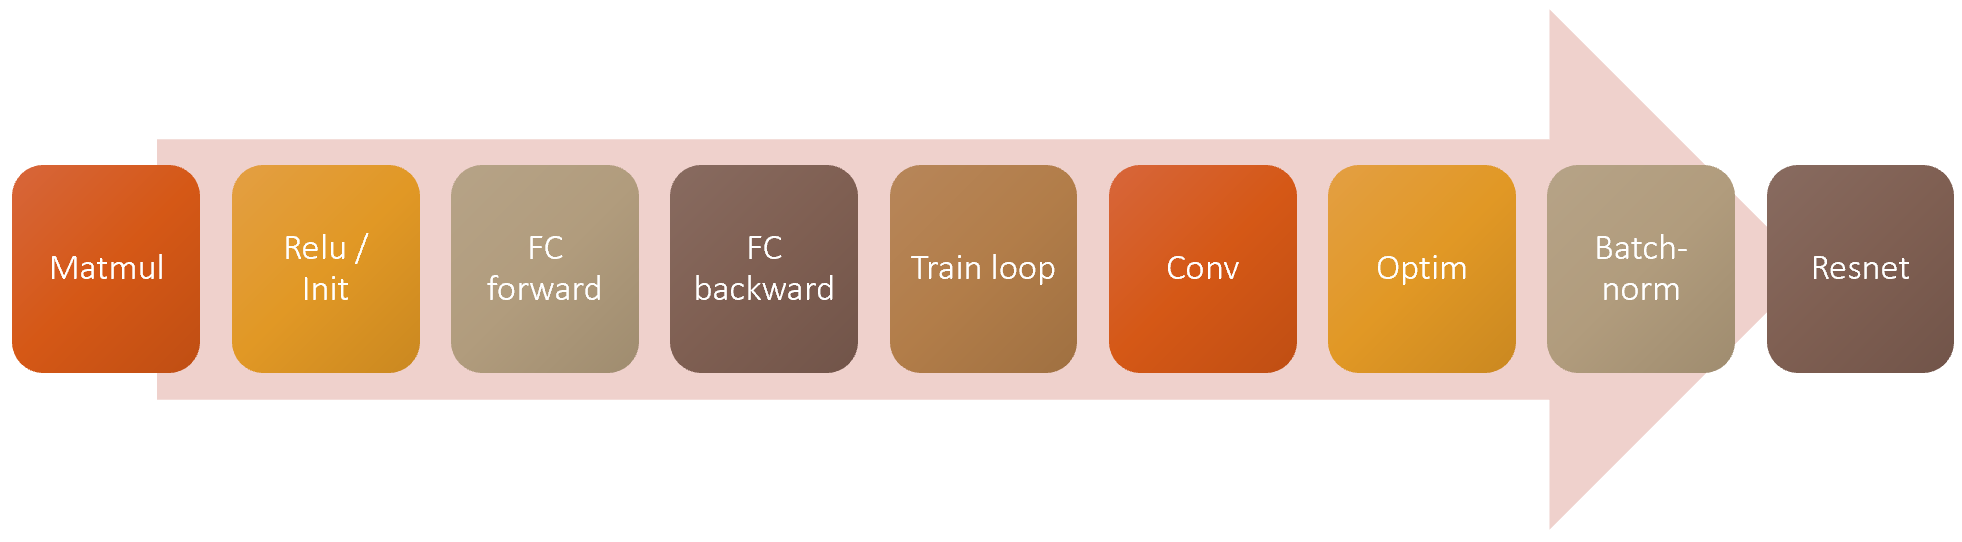 Matmul
Relu /
Init
FC
forward
FC
backward
Train loop
Conv
Optim
Batch-
norm
Resnet